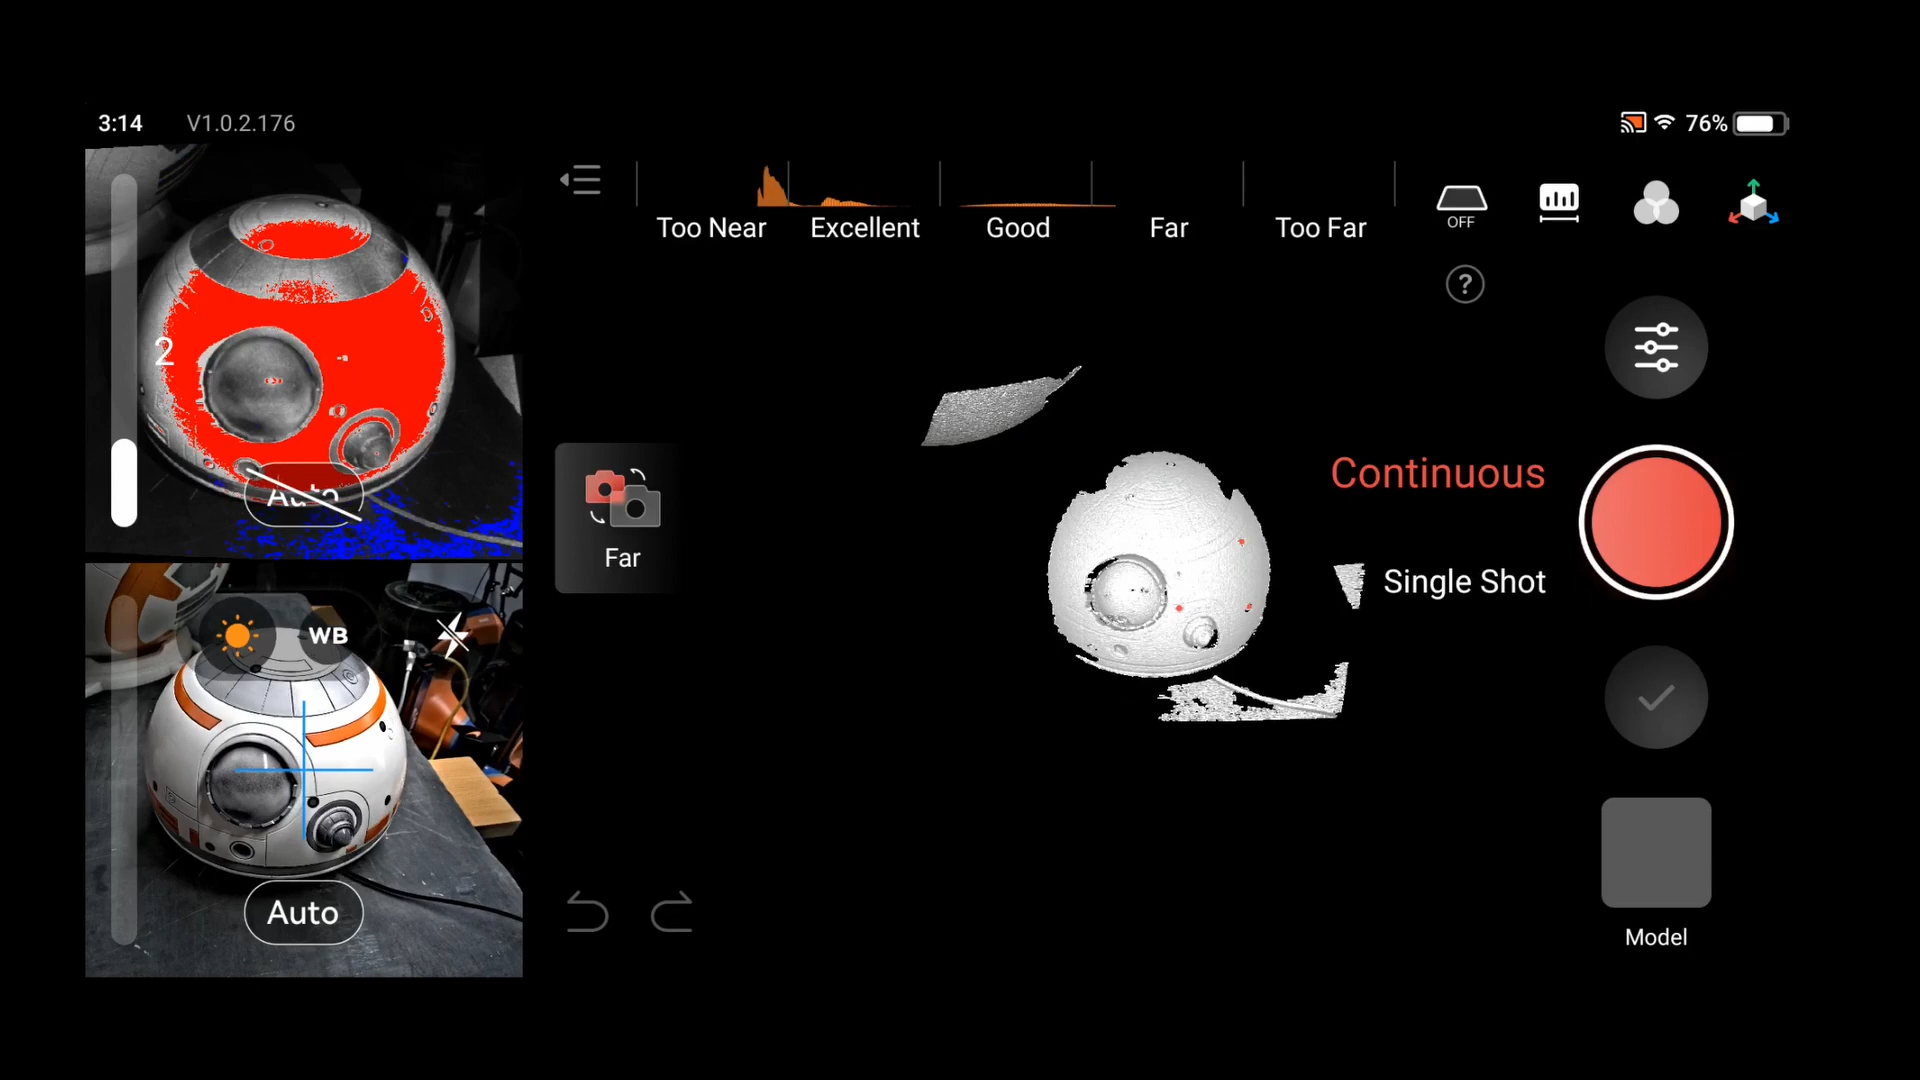 3:14 V1.0.2.176
76%
Too Near Excellent Good Far Too Far
OFF
?
2
Continuous
Auto
Far
Single Shot
WB
Auto
Model